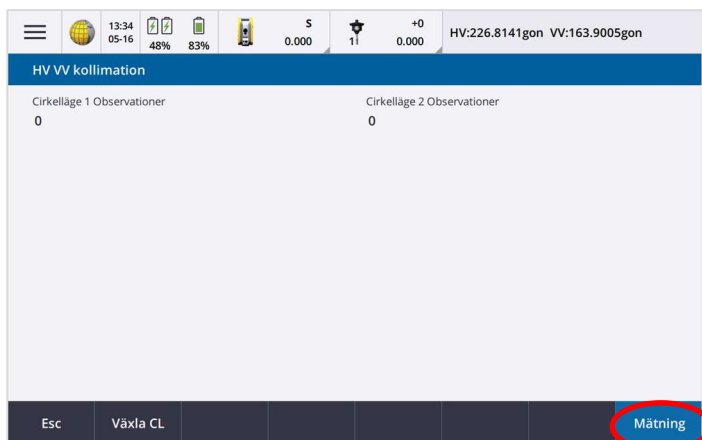 13:34
05-16
48%
83%
S
0.000
1
+0
0.000
HV:226.8141gon VV:163.9005gon
HV VV kollimation
Cirkelläge 1 Observationer
0
Cirkelläge 2 Observationer
0
Esc
Växla CL
Mätning